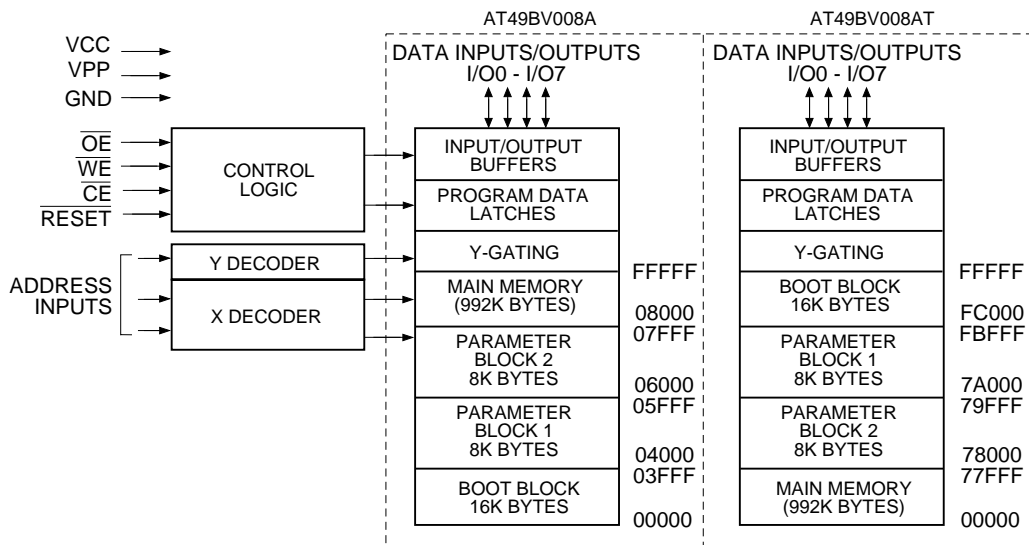 AT49BV008A
AT49BV008AT
VCC
VPP
GND
OE
WE
CE
RESET
ADDRESS
INPUTS
CONTROL
LOGIC
Y DECODER
X DECODER
DATA INPUTS/OUTPUTS
I/O0 - I/O7
INPUT/OUTPUT
BUFFERS
PROGRAM DATA
LATCHES
Y-GATING
MAIN MEMORY
(992K BYTES)
PARAMETER
BLOCK 2
8K BYTES
PARAMETER
BLOCK 1
8K BYTES
BOOT BLOCK
16K BYTES
FFFFF
08000
07FFF
06000
05FFF
04000
03FFF
00000
DATA INPUTS/OUTPUTS
I/O0 - I/O7
INPUT/OUTPUT
BUFFERS
PROGRAM DATA
LATCHES
Y-GATING
BOOT BLOCK
16K BYTES
PARAMETER
BLOCK 1
8K BYTES
PARAMETER
BLOCK 2
8K BYTES
MAIN MEMORY
(992K BYTES)
FFFFF
FC000
FBFFF
7A000
79FFF
78000
77FFF
00000